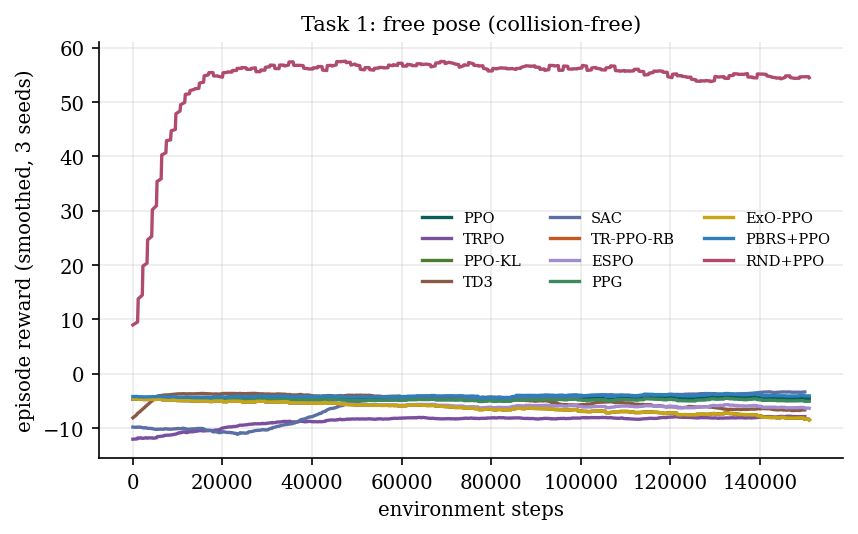 Task 1: free pose (collision-free)
episode reward (smoothed, 3 seeds)
60
50
40
30
20
10
0
−10
PPO
TRPO
PPO-KL
TD3
SAC
TR-PPO-RB
ESPO
PPG
ExO-PPO
PBRS+PPO
RND+PPO
0 20000 40000 60000 80000 100000 120000 140000
environment steps